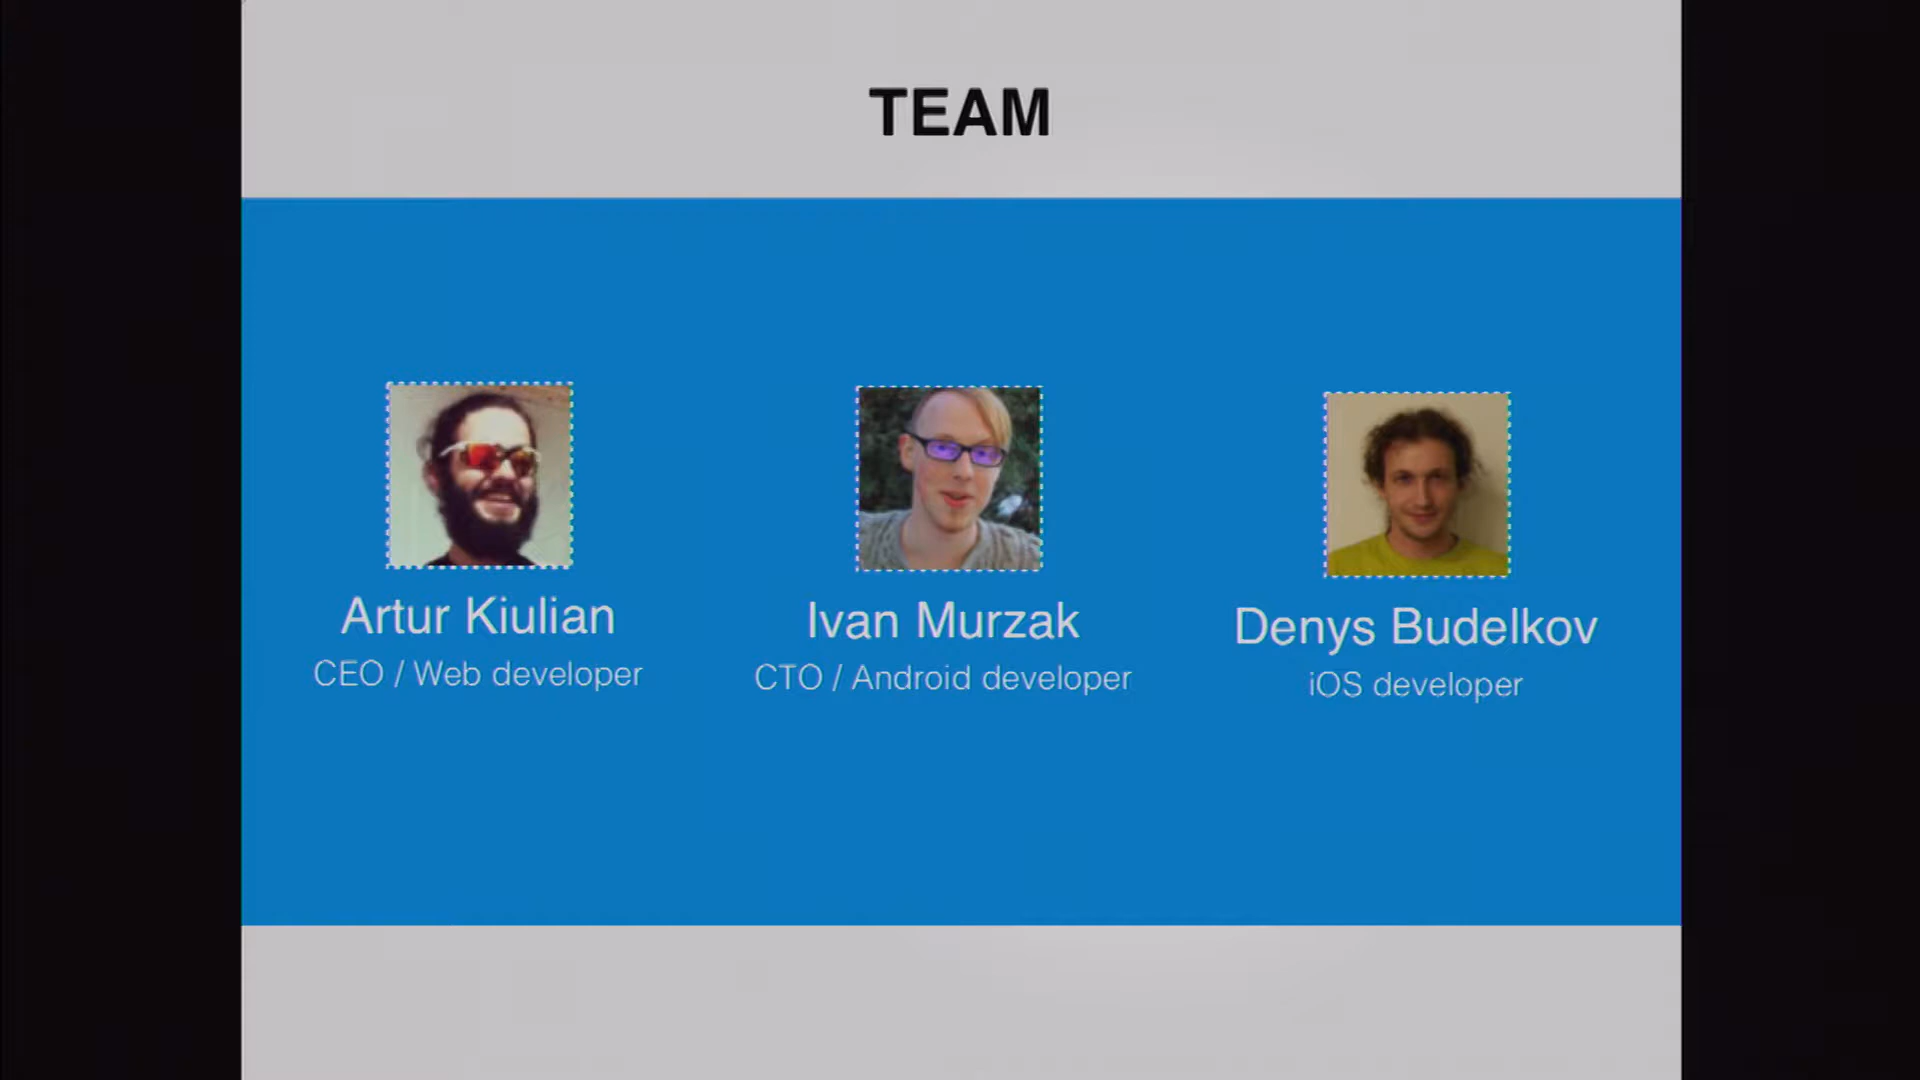 TEAM
Artur Kiulian
CEO / Web developer
Ivan Murzak
CTO / Android developer
Denys Budelkov
iOS developer